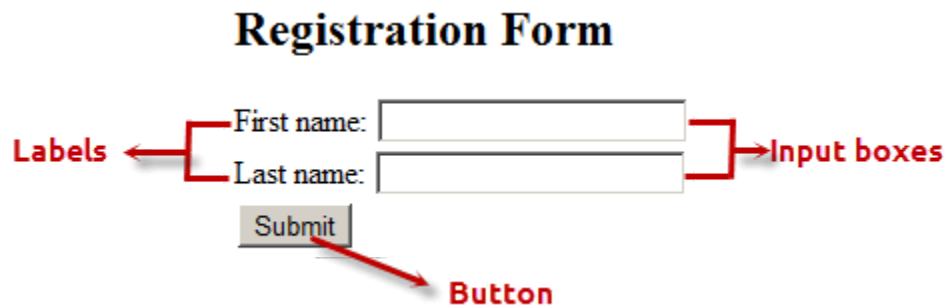 Registration Form
First name:
Labels
Input boxes
Last name:
Submit
Button